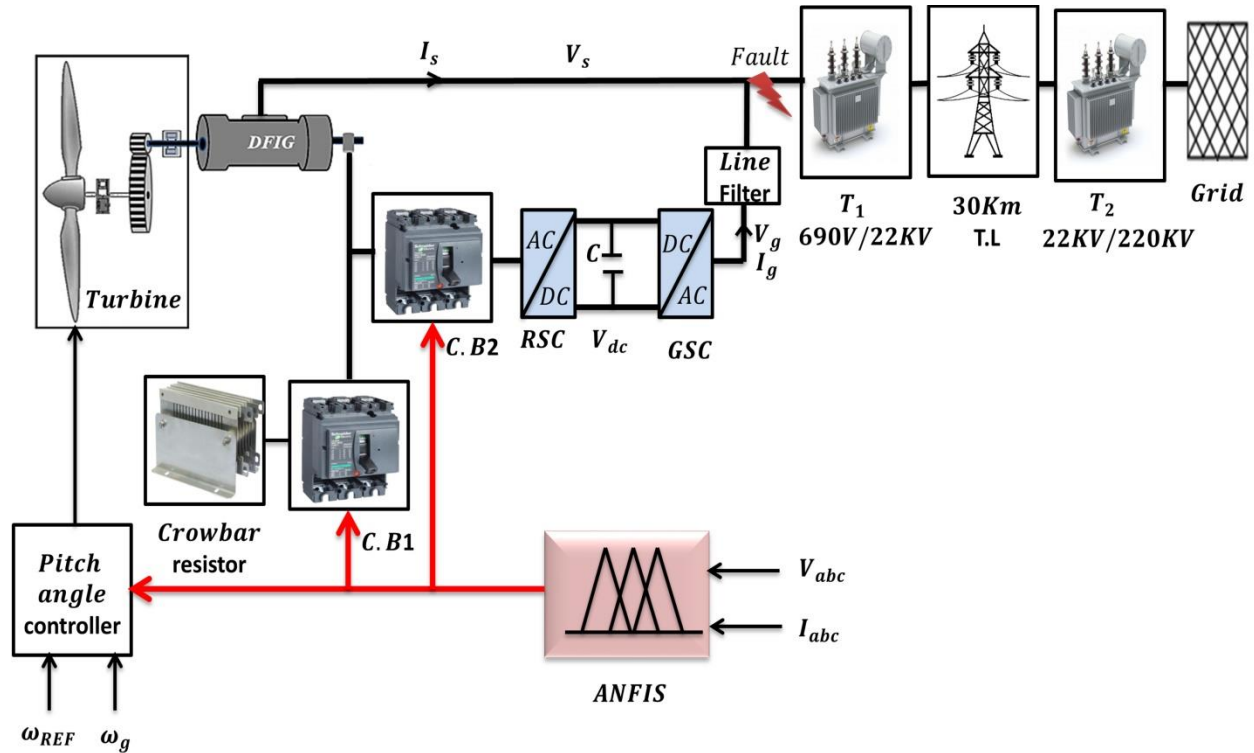 I_s
V_s
Fault
DFIG
Turbine
Line
Filter
T_1
690V/22KV
30Km
T.L
T_2
22KV/220KV
Grid
V_g
I_g
AC
DC
C
DC
AC
RSC
V_dc
GSC
C.B2
Crowbar
resistor
C.B1
Pitch
angle
controller
V_abc
I_abc
ANFIS
ω_REF
ω_g